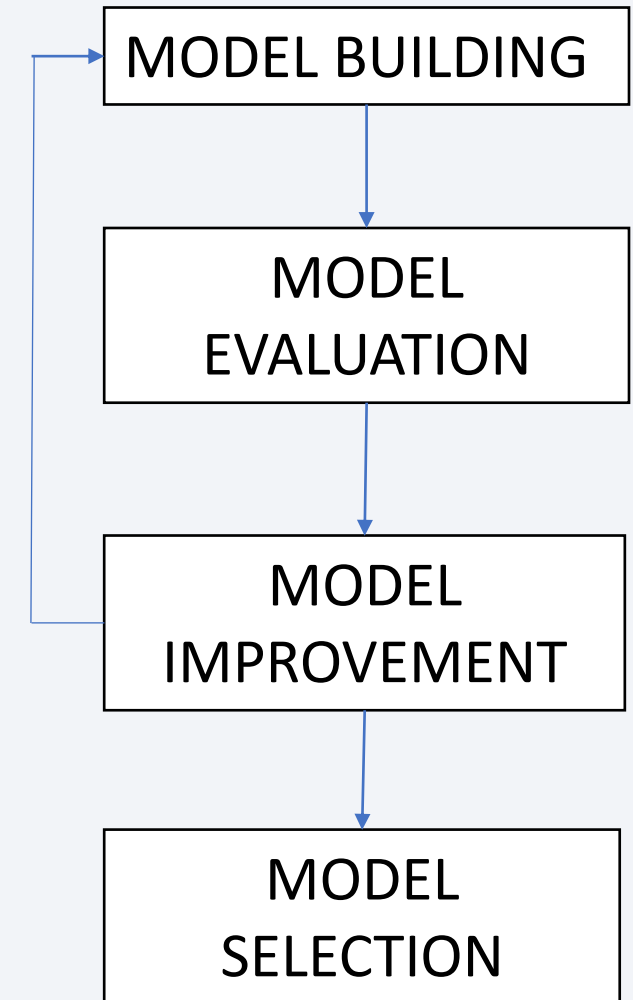 MODEL BUILDING
MODEL
EVALUATION
MODEL
IMPROVEMENT
MODEL
SELECTION